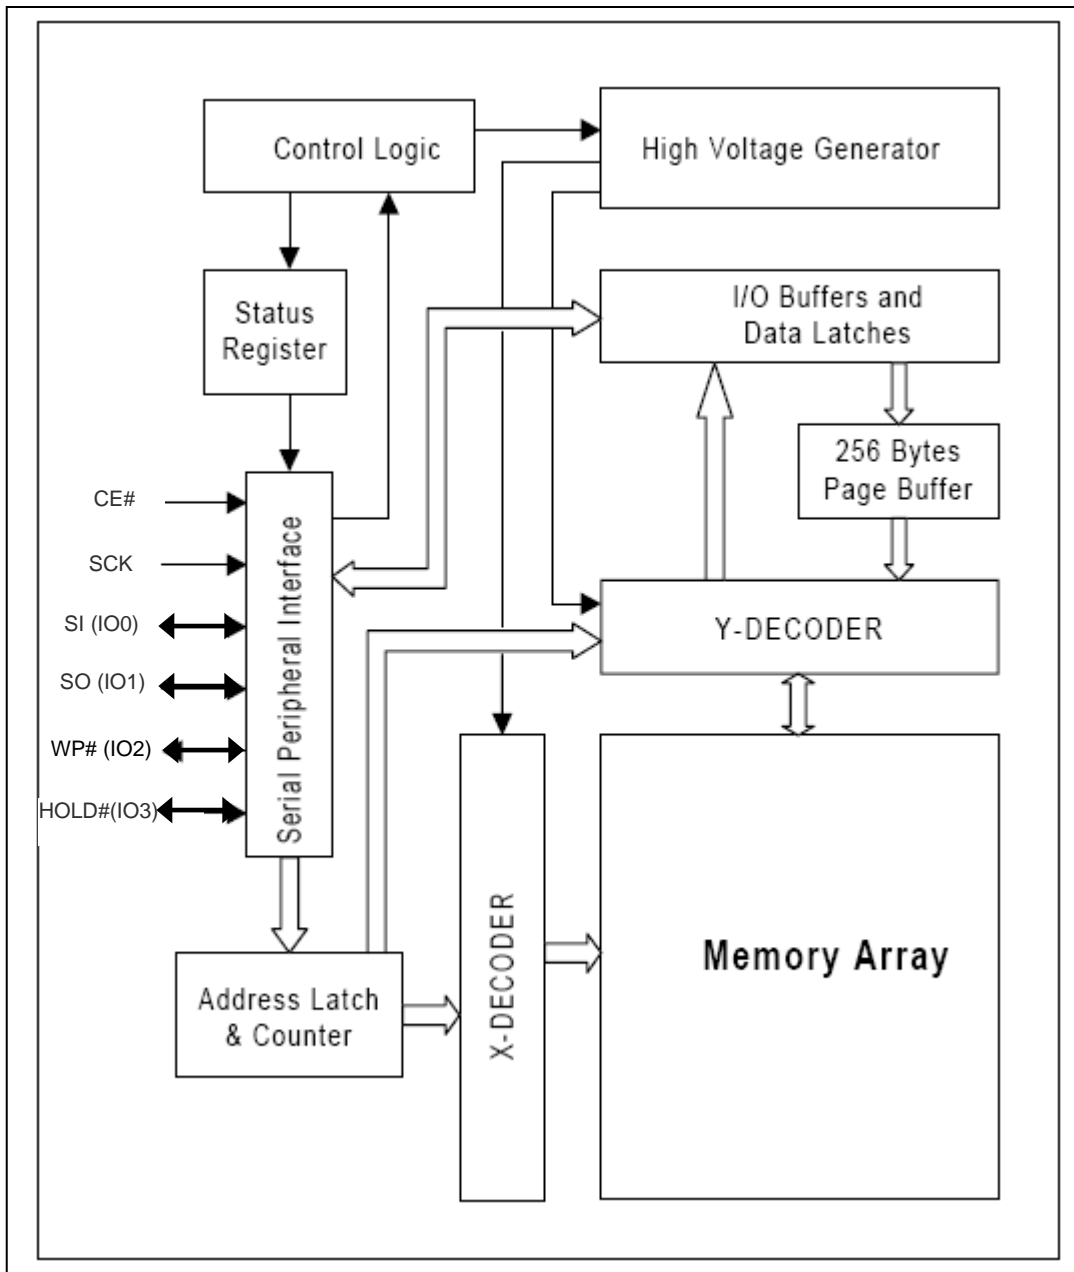 Control Logic
High Voltage Generator
Status
Register
I/O Buffers and
Data Latches
256 Bytes
Page Buffer
CE#
SCK
SI (IO0)
SO (IO1)
WP# (IO2)
HOLD#(IO3)
Serial Peripheral Interface
Y-DECODER
Address Latch
& Counter
X-DECODER
Memory Array